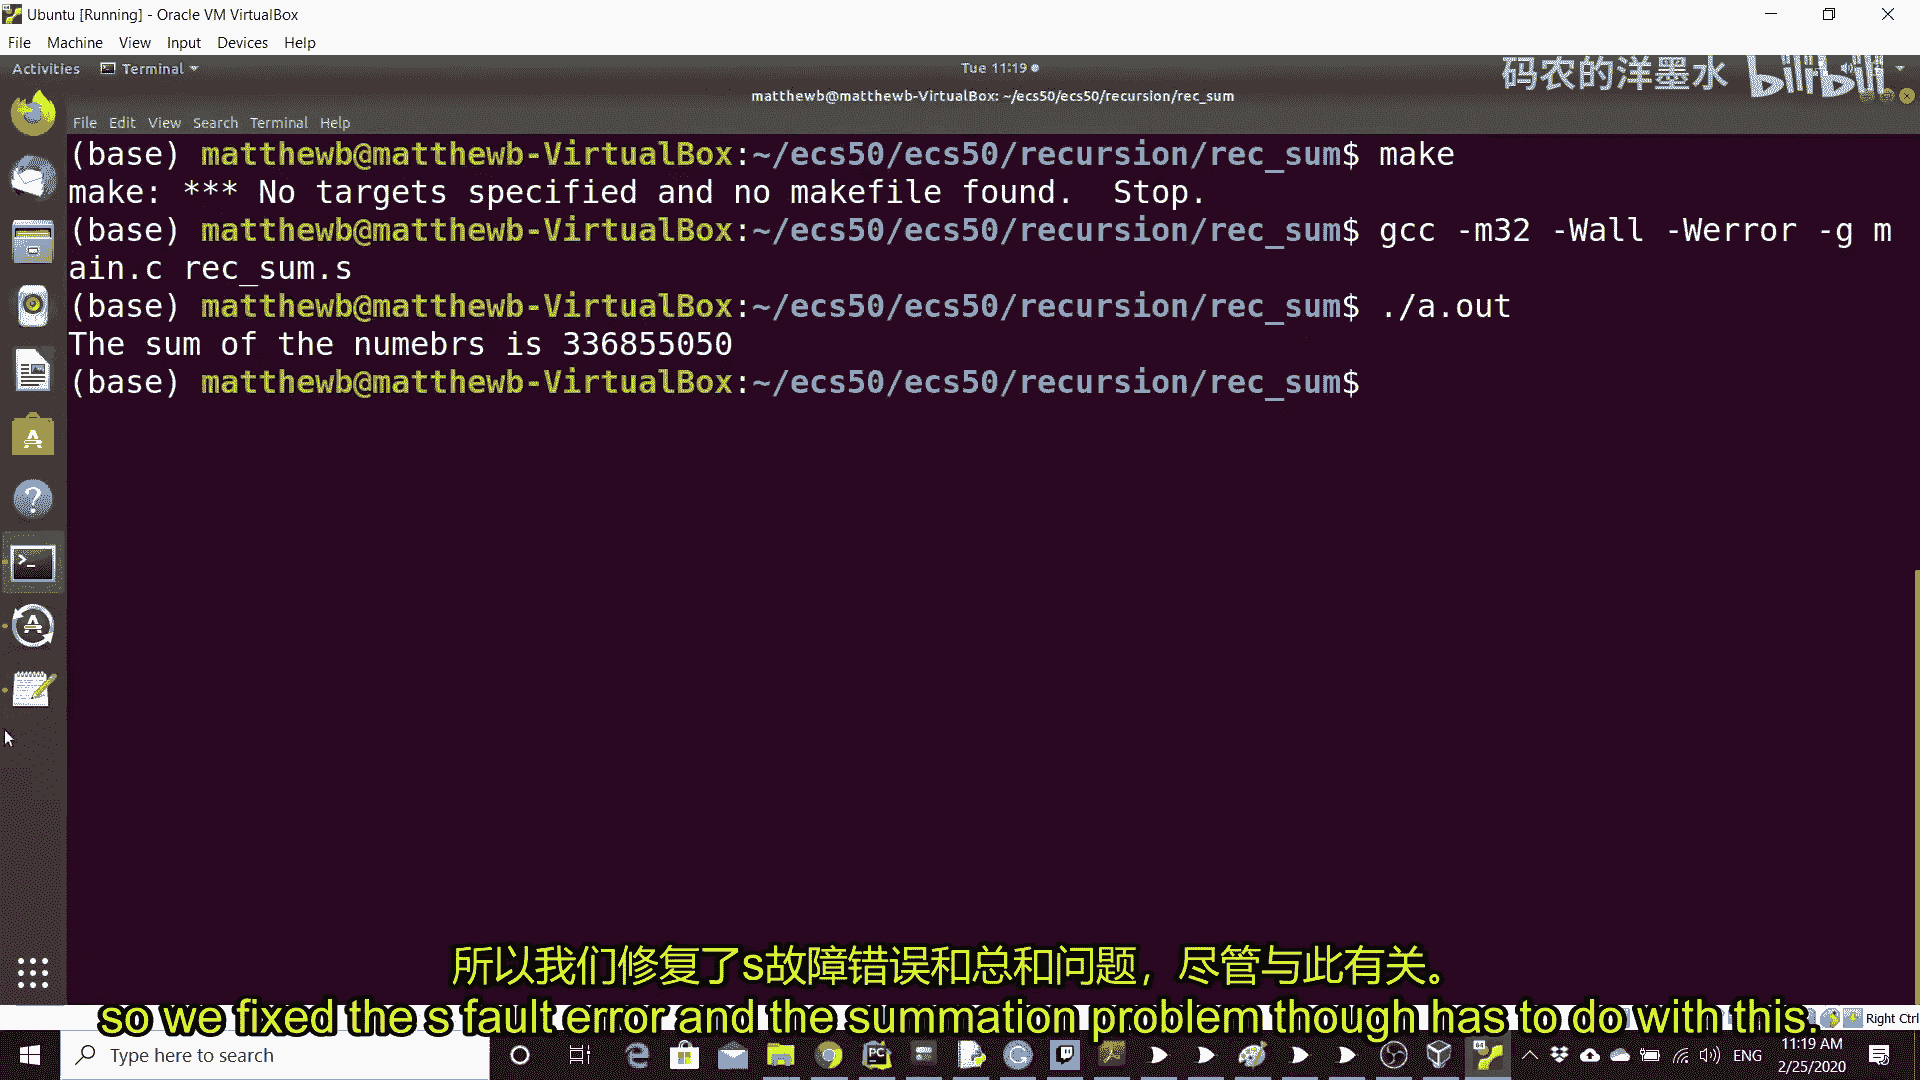 Ubuntu [Running] - Oracle VM VirtualBox
File Machine View Input Devices Help
Activities Terminal Tue 11:19
码农的洋墨水 bilibili
matthewb@matthewb-VirtualBox: ~/ecs50/ecs50/recursion/rec_sum
File Edit View Search Terminal Help
(base) matthewb@matthewb-VirtualBox:~/ecs50/ecs50/recursion/rec_sum$ make
make: *** No targets specified and no makefile found.  Stop.
(base) matthewb@matthewb-VirtualBox:~/ecs50/ecs50/recursion/rec_sum$ gcc -m32 -Wall -Werror -g m
ain.c rec_sum.s
(base) matthewb@matthewb-VirtualBox:~/ecs50/ecs50/recursion/rec_sum$ ./a.out
The sum of the numebrs is 336855050
(base) matthewb@matthewb-VirtualBox:~/ecs50/ecs50/recursion/rec_sum$
所以我们修复了s故障错误和总和问题，尽管与此有关。
so we fixed the s fault error and the summation problem though has to do with this.
Right Ctrl
Type here to search
ENG
11:19 AM
2/25/2020